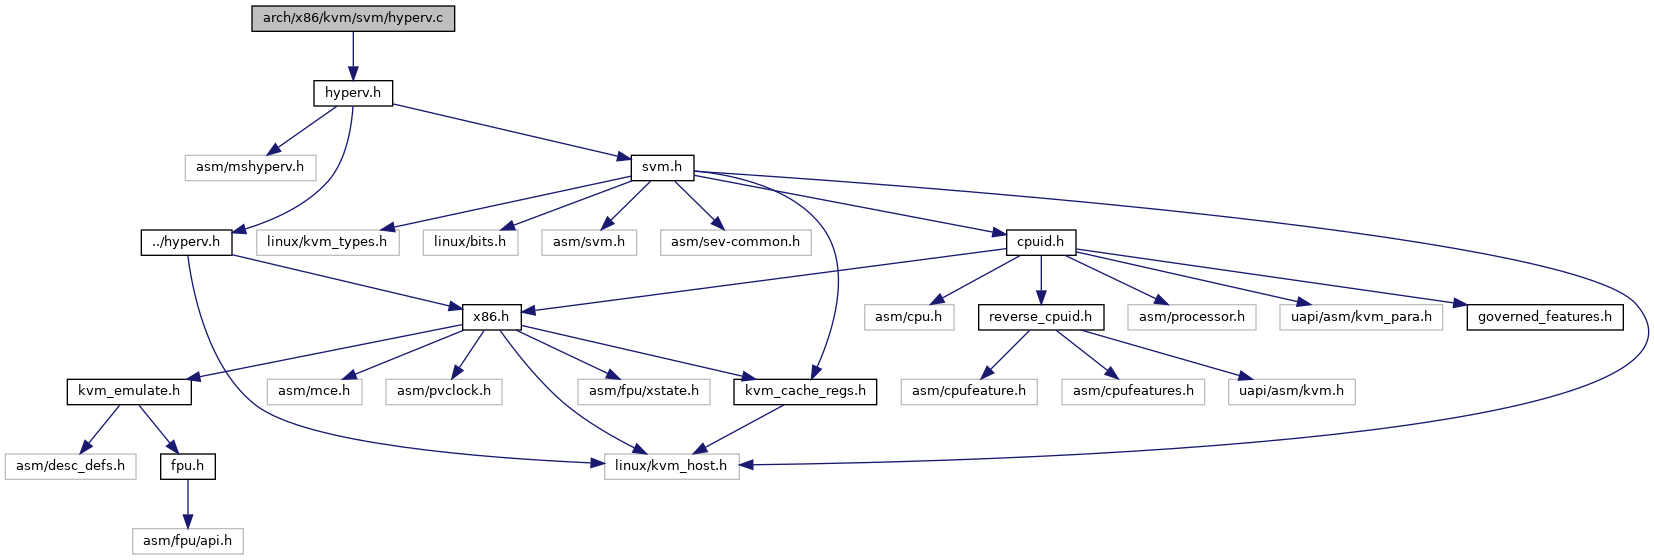 arch/x86/kvm/svm/hyperv.c
hyperv.h
asm/mshyperv.h
svm.h
../hyperv.h
linux/kvm_types.h
linux/bits.h
asm/svm.h
asm/sev-common.h
cpuid.h
x86.h
asm/cpu.h
reverse_cpuid.h
asm/processor.h
uapi/asm/kvm_para.h
governed_features.h
kvm_emulate.h
asm/mce.h
asm/pvclock.h
asm/fpu/xstate.h
kvm_cache_regs.h
asm/cpufeature.h
asm/cpufeatures.h
uapi/asm/kvm.h
asm/desc_defs.h
fpu.h
linux/kvm_host.h
asm/fpu/api.h